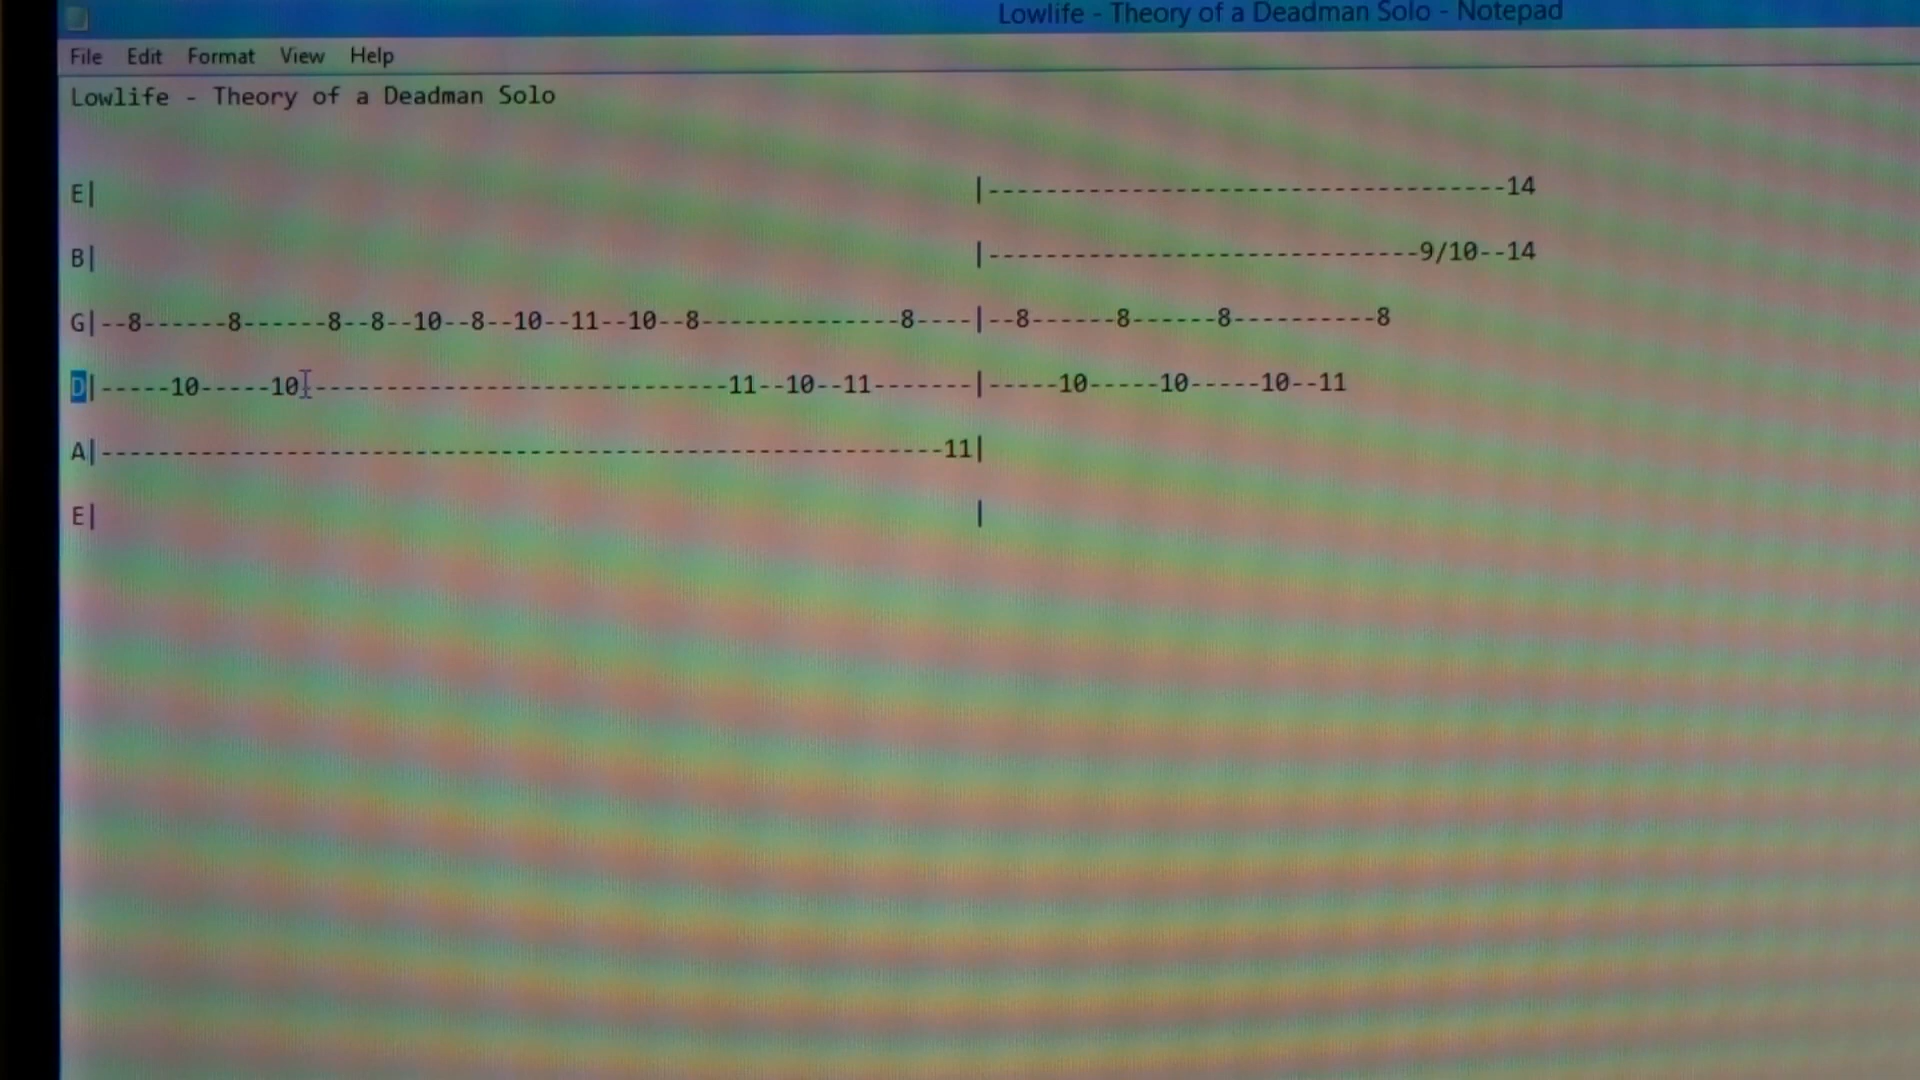 Lowlife - Theory of a Deadman Solo - Notepad
File Edit Format View Help
Lowlife - Theory of a Deadman Solo
E|                                                             |------------------------------------14
B|                                                             |------------------------------9/10--14
G|--8------8------8--8--10--8--10--11--10--8--------------8----|--8------8------8----------8
D|-----10-----10------------------------------11--10--11-------|-----10-----10-----10--11
A|-----------------------------------------------------------11|
E|                                                             |